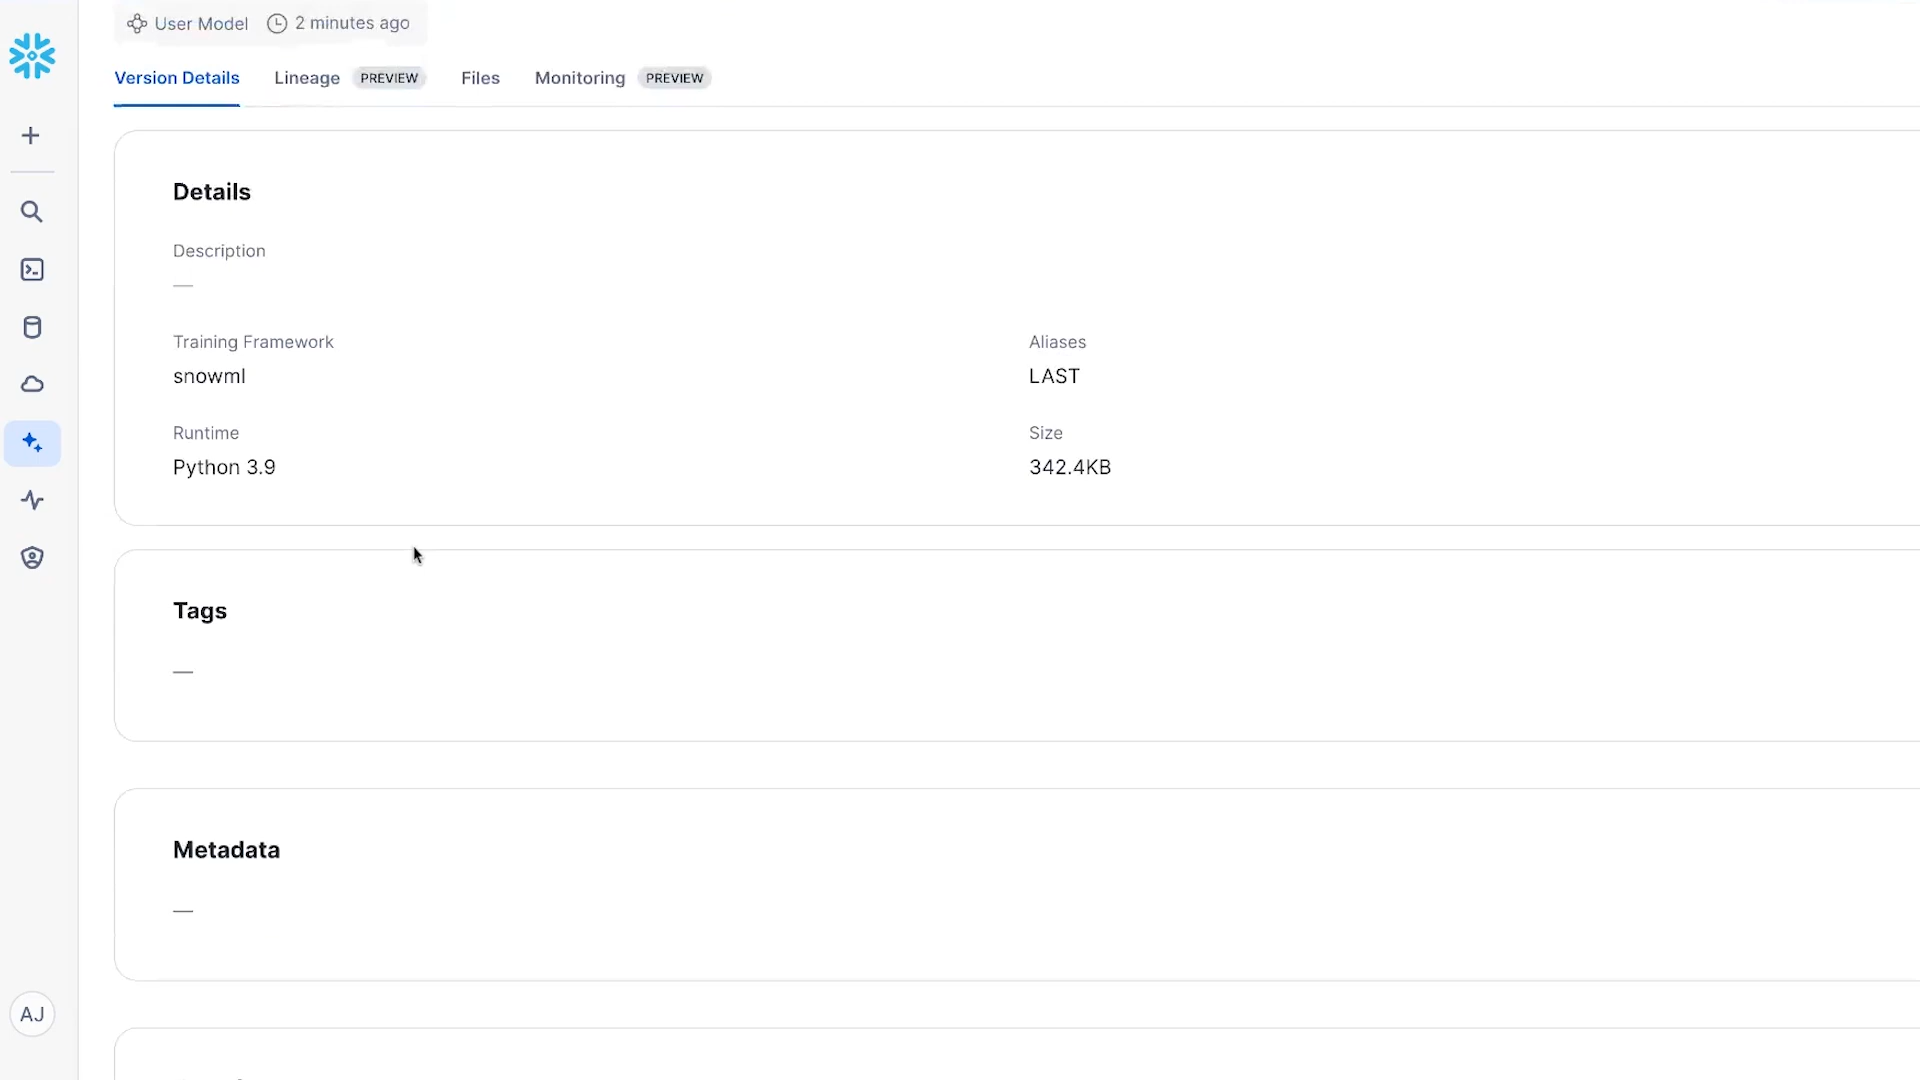 User Model 2 minutes ago
Version Details Lineage PREVIEW Files Monitoring PREVIEW
Details
Description
—
Training Framework Aliases
snowml LAST
Runtime Size
Python 3.9 342.4KB
Tags
—
Metadata
—
AJ